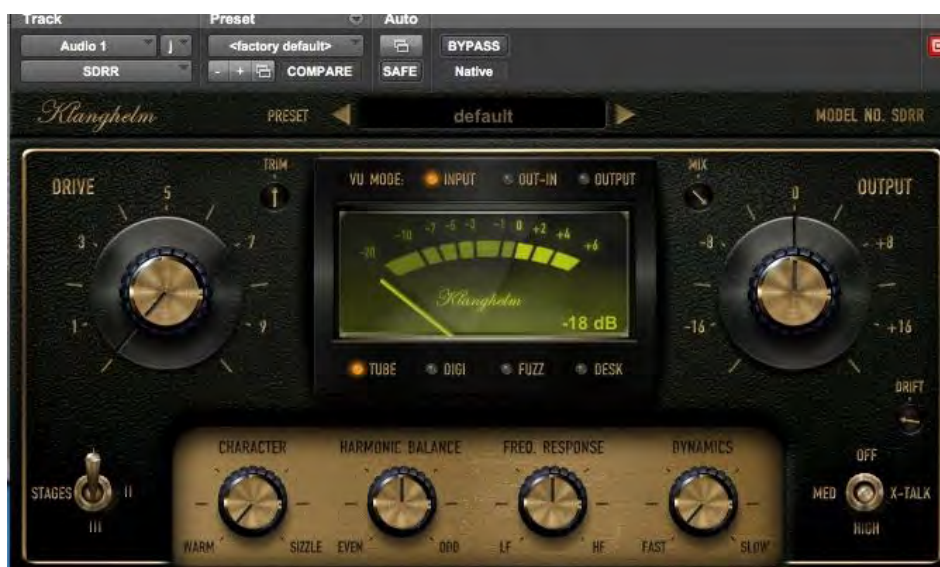 Track Preset Auto
Audio 1 j <factory default> BYPASS
SDRR - + COMPARE SAFE Native
Klanghelm PRESET default MODEL NO. SDRR
DRIVE TRIM VU MODE: INPUT OUT-IN OUTPUT MIX OUTPUT
5 0
-20 -10 -7 -5 -3 -1 0 +2 +4 +6
3 7 -8 +8
Klanghelm
1 9 -18 dB -16 +16
TUBE DIGI FUZZ DESK
DRIFT
CHARACTER HARMONIC BALANCE FREQ. RESPONSE DYNAMICS
OFF
STAGES II MED X-TALK
III HIGH
WARM SIZZLE EVEN ODD LF HF FAST SLOW